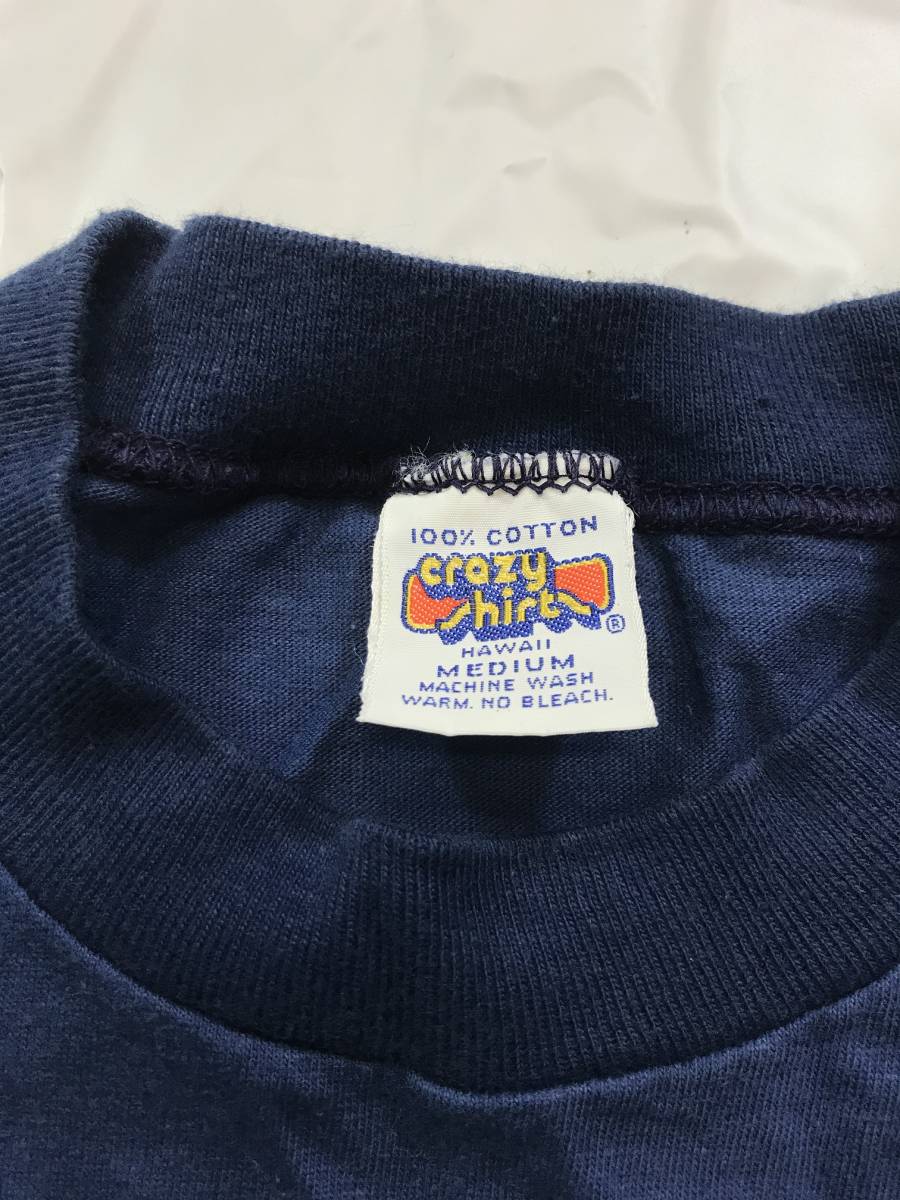 100% COTTON
crazy
shirt
®
HAWAII
MEDIUM
MACHINE WASH
WARM. NO BLEACH.